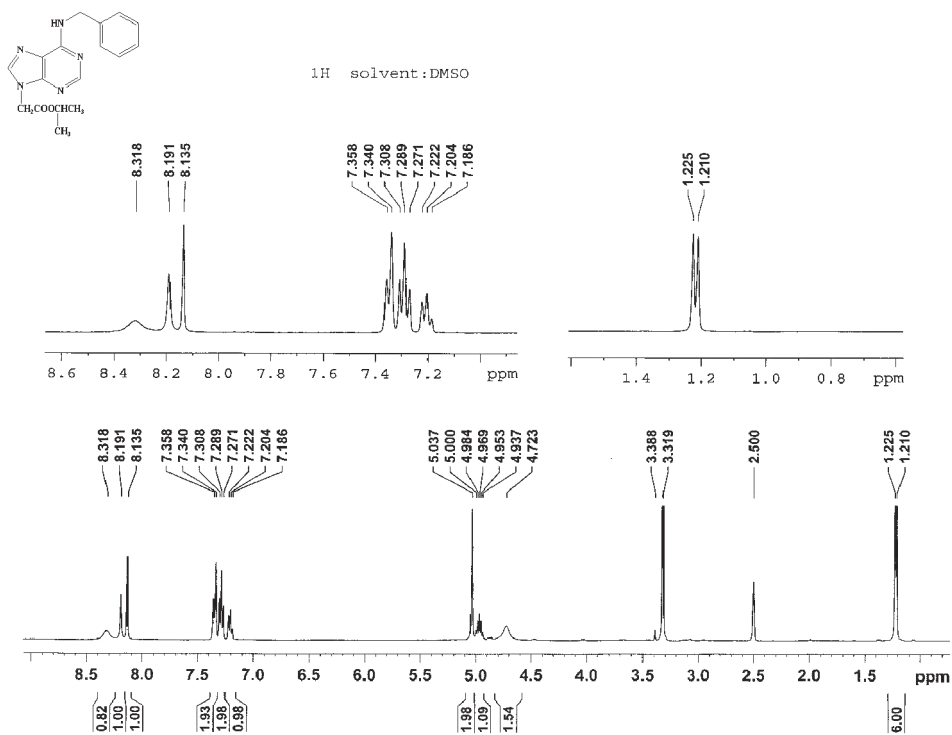 NH
N
N
N
N
CH₂COOCHCH₃
CH₃
1H solvent:DMSO
8.318 8.191 8.135 7.358 7.340 7.308 7.289 7.271 7.222 7.204 7.186 1.225 1.210
8.6 8.4 8.2 8.0 7.8 7.6 7.4 7.2 ppm 1.4 1.2 1.0 0.8 ppm
8.318 8.191 8.135 7.358 7.340 7.308 7.289 7.271 7.222 7.204 7.186 5.037 5.000 4.984 4.969 4.953 4.937 4.723 3.388 3.319 2.500 1.225 1.210
8.5 8.0 7.5 7.0 6.5 6.0 5.5 5.0 4.5 4.0 3.5 3.0 2.5 2.0 1.5 ppm
0.82 1.00 1.00 1.93 1.98 0.98 1.98 1.09 1.54 6.00